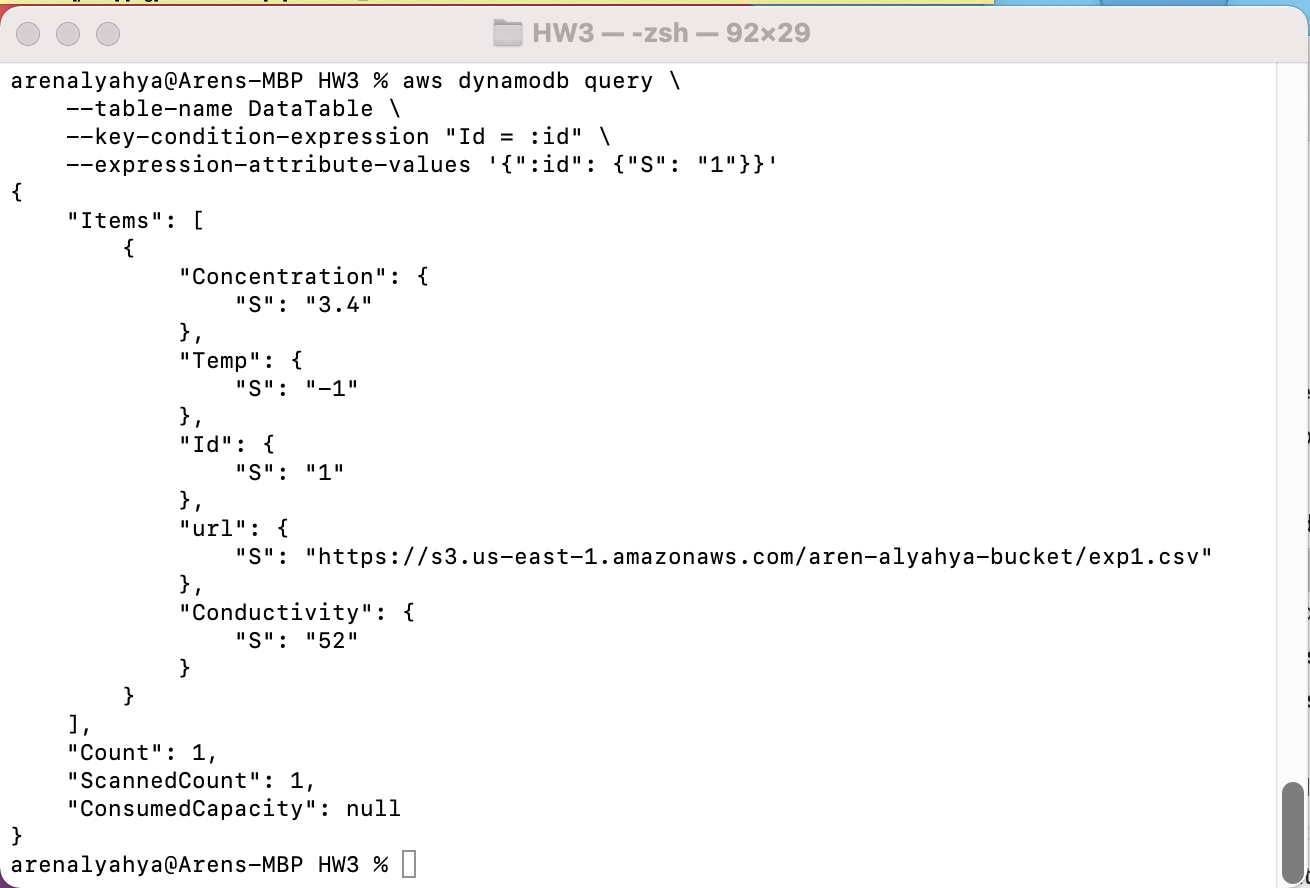 HW3 — -zsh — 92×29
arenalyahya@Arens-MBP HW3 % aws dynamodb query \
    --table-name DataTable \
    --key-condition-expression "Id = :id" \
    --expression-attribute-values '{":id": {"S": "1"}}'
{
    "Items": [
        {
            "Concentration": {
                "S": "3.4"
            },
            "Temp": {
                "S": "-1"
            },
            "Id": {
                "S": "1"
            },
            "url": {
                "S": "https://s3.us-east-1.amazonaws.com/aren-alyahya-bucket/exp1.csv"
            },
            "Conductivity": {
                "S": "52"
            }
        }
    ],
    "Count": 1,
    "ScannedCount": 1,
    "ConsumedCapacity": null
}
arenalyahya@Arens-MBP HW3 %